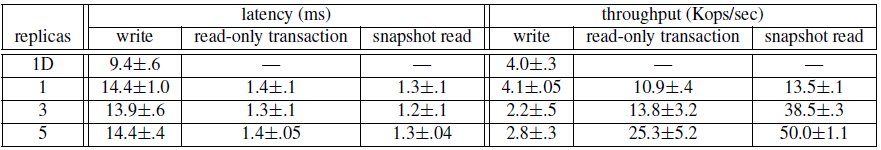 latency (ms) throughput (Kops/sec)
replicas write read-only transaction snapshot read write read-only transaction snapshot read
1D 9.4±.6 — — 4.0±.3 — —
1 14.4±1.0 1.4±.1 1.3±.1 4.1±.05 10.9±.4 13.5±.1
3 13.9±.6 1.3±.1 1.2±.1 2.2±.5 13.8±3.2 38.5±.3
5 14.4±.4 1.4±.05 1.3±.04 2.8±.3 25.3±5.2 50.0±1.1